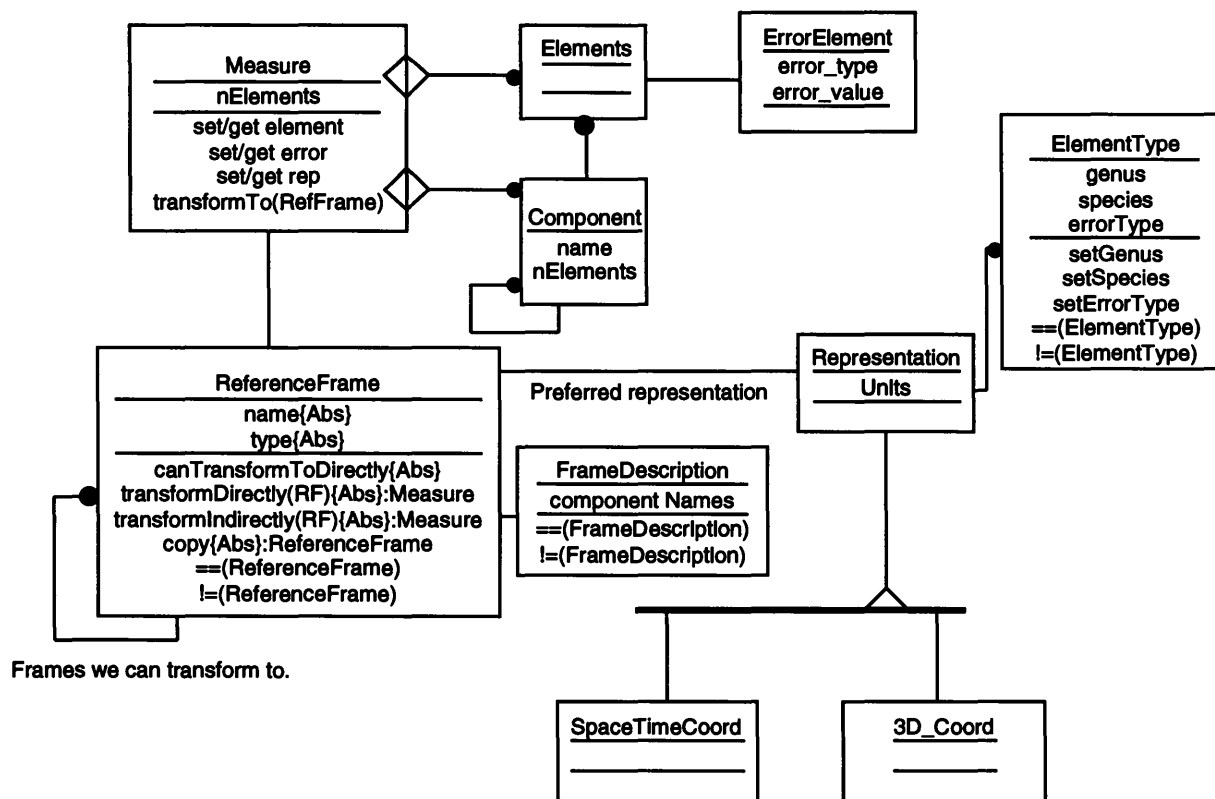 Measure
nElements
set/get element
set/get error
set/get rep
transformTo(RefFrame)
Elements
ErrorElement
error_type
error_value
Component
name
nElements
ElementType
genus
species
errorType
setGenus
setSpecies
setErrorType
==(ElementType)
!=(ElementType)
ReferenceFrame
name{Abs}
type{Abs}
canTransformToDirectly{Abs}
transformDirectly(RF){Abs}:Measure
transformIndirectly(RF){Abs}:Measure
copy{Abs}:ReferenceFrame
==(ReferenceFrame)
!=(ReferenceFrame)
Preferred representation
Representation
Units
FrameDescription
component Names
==(FrameDescription)
!=(FrameDescription)
Frames we can transform to.
SpaceTimeCoord
3D_Coord